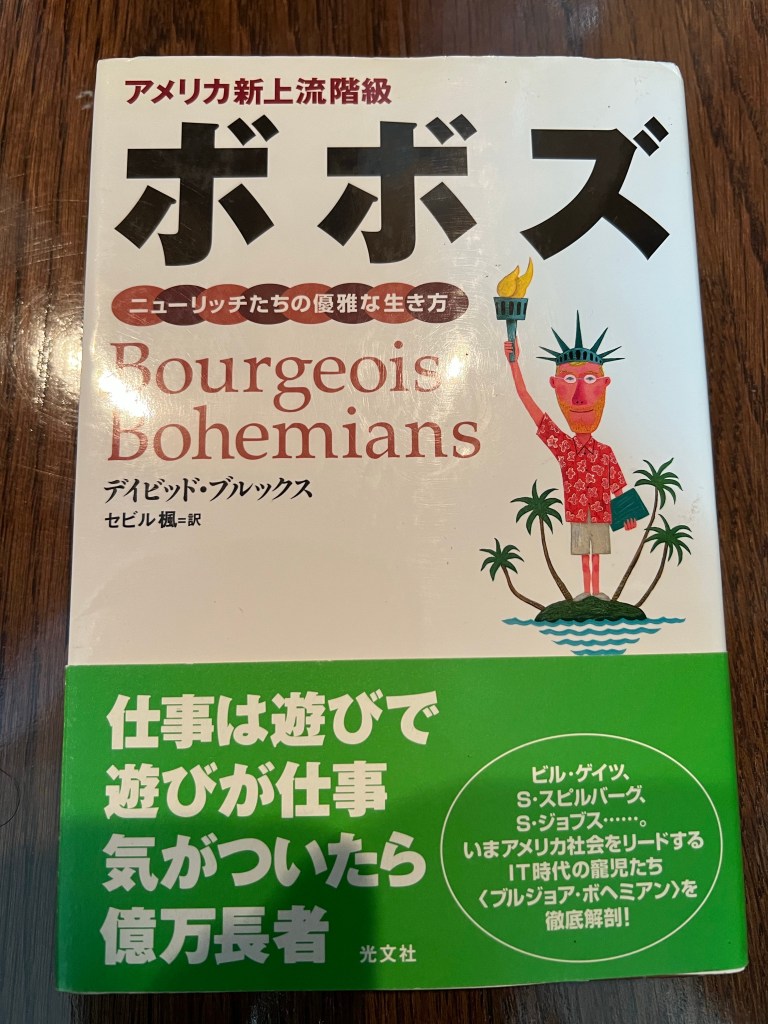 アメリカ新上流階級
ボボズ
ニューリッチたちの優雅な生き方
Bourgeois
Bohemians
デイビッド・ブルックス
セビル楓=訳
仕事は遊びで
遊びが仕事
気がついたら
億万長者
光文社
ビル・ゲイツ、
S・スピルバーグ、
S・ジョブス……。
いまアメリカ社会をリードする
IT時代の寵児たち
〈ブルジョア・ボヘミアン〉を
徹底解剖!